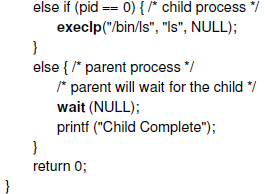 else if (pid == 0) { /* child process */
execlp("/bin/ls", "ls", NULL);
}
else { /* parent process */
/* parent will wait for the child */
wait (NULL);
printf ("Child Complete");
}
return 0;
}